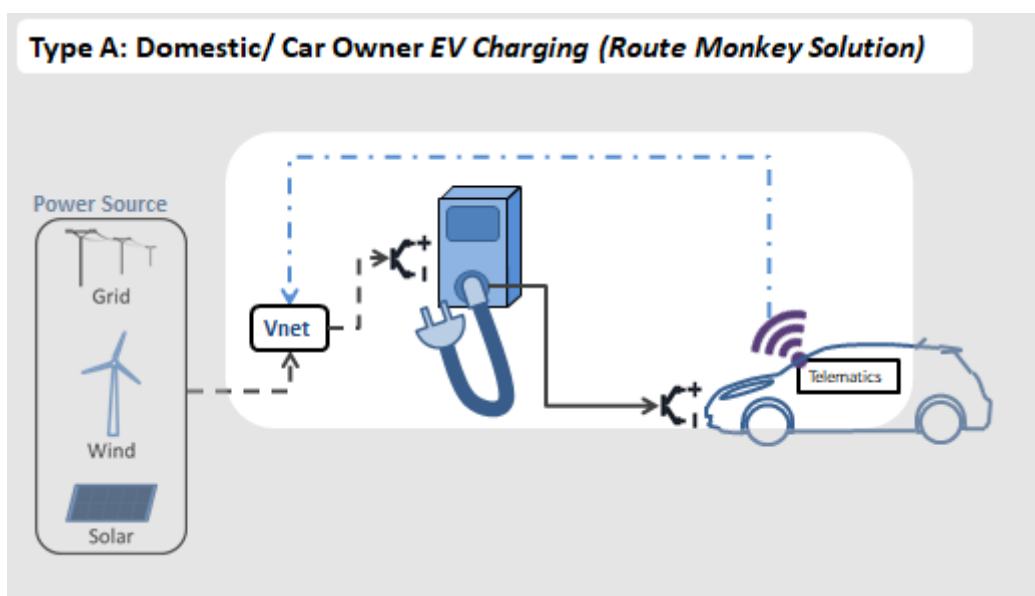 Type A: Domestic/ Car Owner EV Charging (Route Monkey Solution)
Power Source
Grid
Wind
Solar
Vnet
Telematics